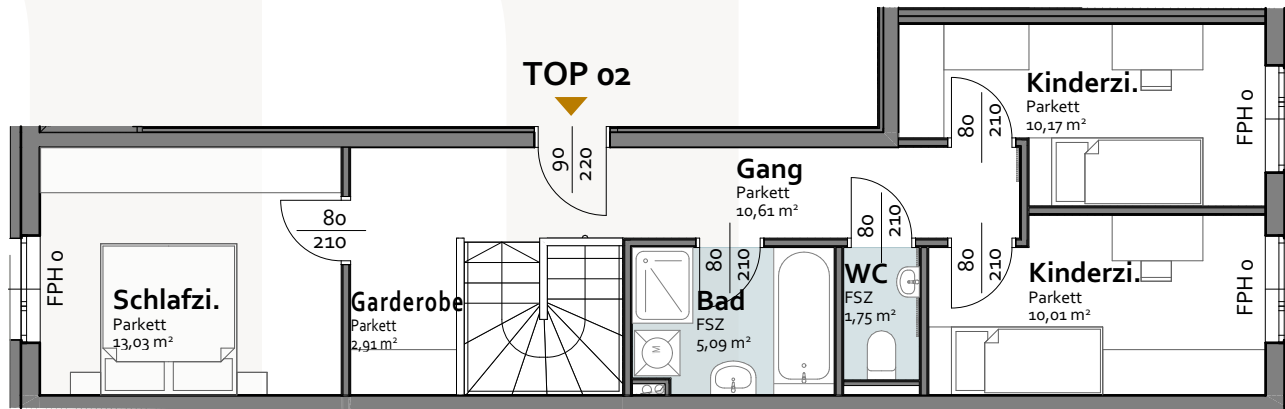 TOP 02
90
220
Kinderzi.
Parkett
10,17 m²
FPH 0
80
210
Gang
Parkett
10,61 m²
80
210
80
210
FPH 0
Schlafzi.
Parkett
13,03 m²
80
210
Garderobe
Parkett
2,91 m²
80
210
Bad
FSZ
5,09 m²
M
WC
FSZ
1,75 m²
Kinderzi.
Parkett
10,01 m²
FPH 0